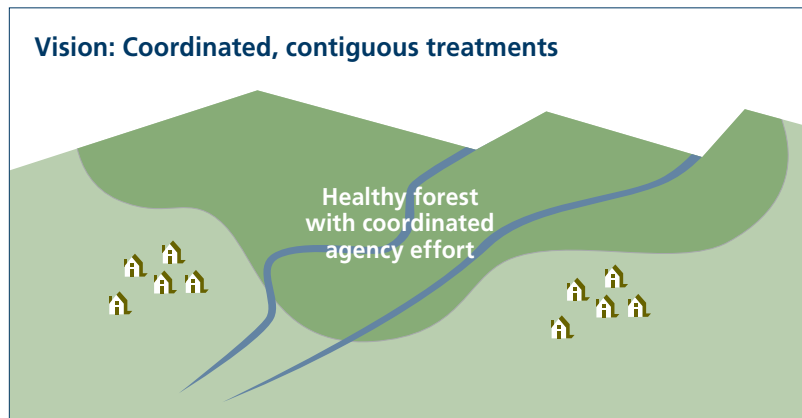 Vision: Coordinated, contiguous treatments
Healthy forest
with coordinated
agency effort